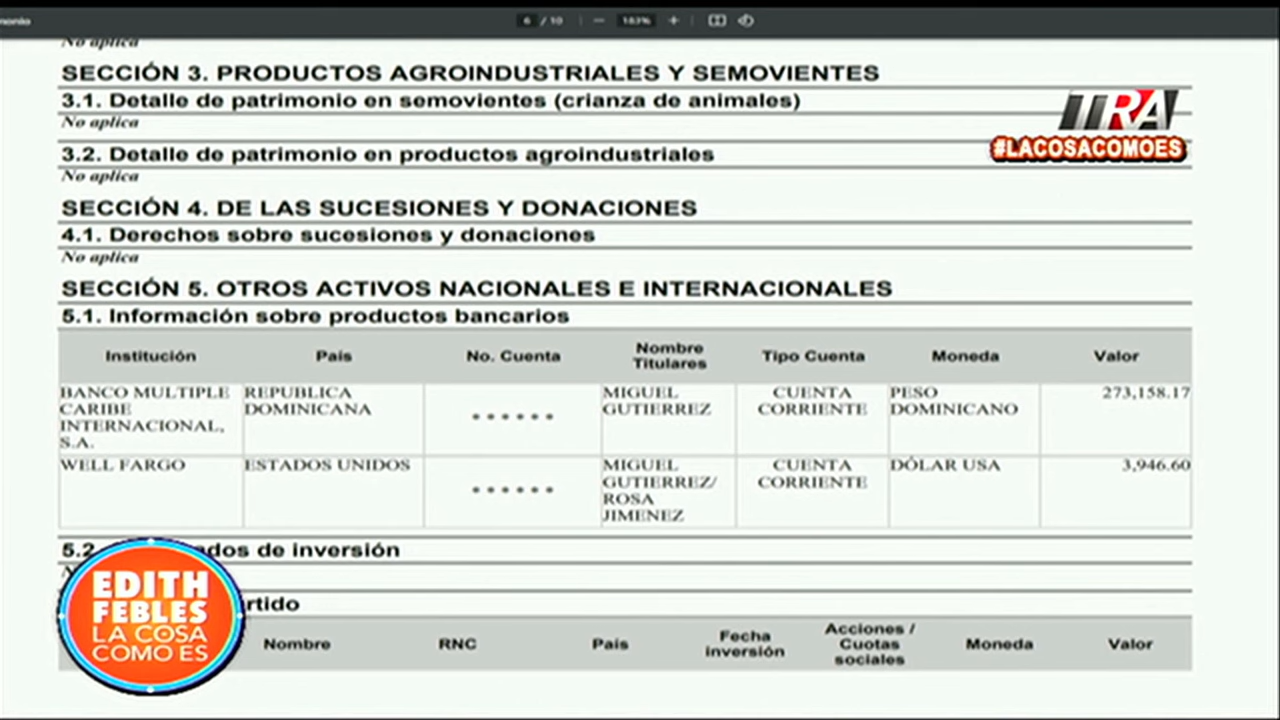 monio
6 / 10
183%
No aplica
SECCIÓN 3. PRODUCTOS AGROINDUSTRIALES Y SEMOVIENTES
3.1. Detalle de patrimonio en semovientes (crianza de animales)
No aplica
3.2. Detalle de patrimonio en productos agroindustriales
No aplica
SECCIÓN 4. DE LAS SUCESIONES Y DONACIONES
4.1. Derechos sobre sucesiones y donaciones
No aplica
SECCIÓN 5. OTROS ACTIVOS NACIONALES E INTERNACIONALES
5.1. Información sobre productos bancarios
Institución País No. Cuenta Nombre Titulares Tipo Cuenta Moneda Valor
BANCO MULTIPLE REPUBLICA MIGUEL CUENTA PESO 273,158.17
CARIBE DOMINICANA ****** GUTIERREZ CORRIENTE DOMINICANO
INTERNACIONAL,
S.A.
WELL FARGO ESTADOS UNIDOS MIGUEL CUENTA DÓLAR USA 3,946.60
****** GUTIERREZ/ CORRIENTE
ROSA
JIMENEZ
5.2 ados de inversión
rtido
Nombre RNC País Fecha inversión Acciones / Cuotas sociales Moneda Valor
TRA
#LACOSACOMOES
EDITH
FEBLES
LA COSA
COMO ES